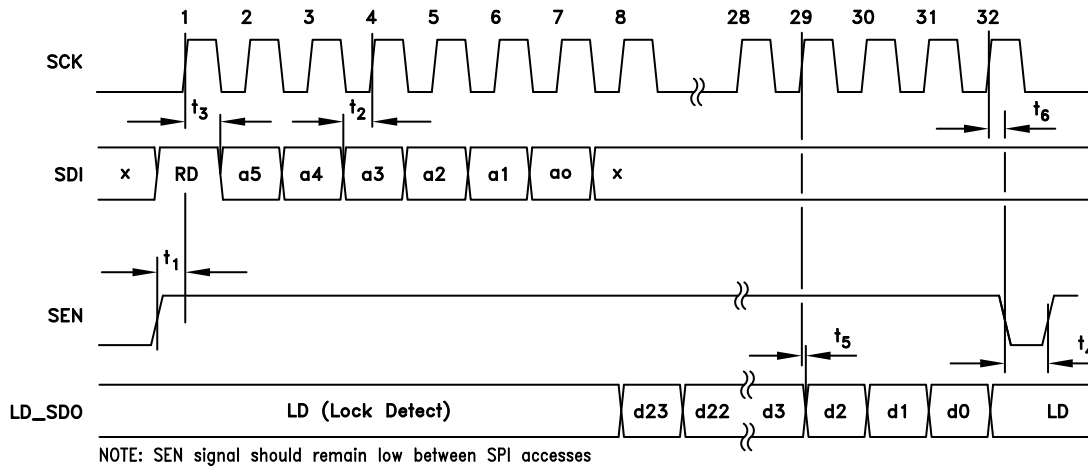 1 2 3 4 5 6 7 8 28 29 30 31 32
SCK
t3 t2 t6
SDI x RD a5 a4 a3 a2 a1 ao x
t1
SEN
t5
LD_SDO LD (Lock Detect) d23 d22 d3 d2 d1 d0 LD
NOTE: SEN signal should remain low between SPI accesses